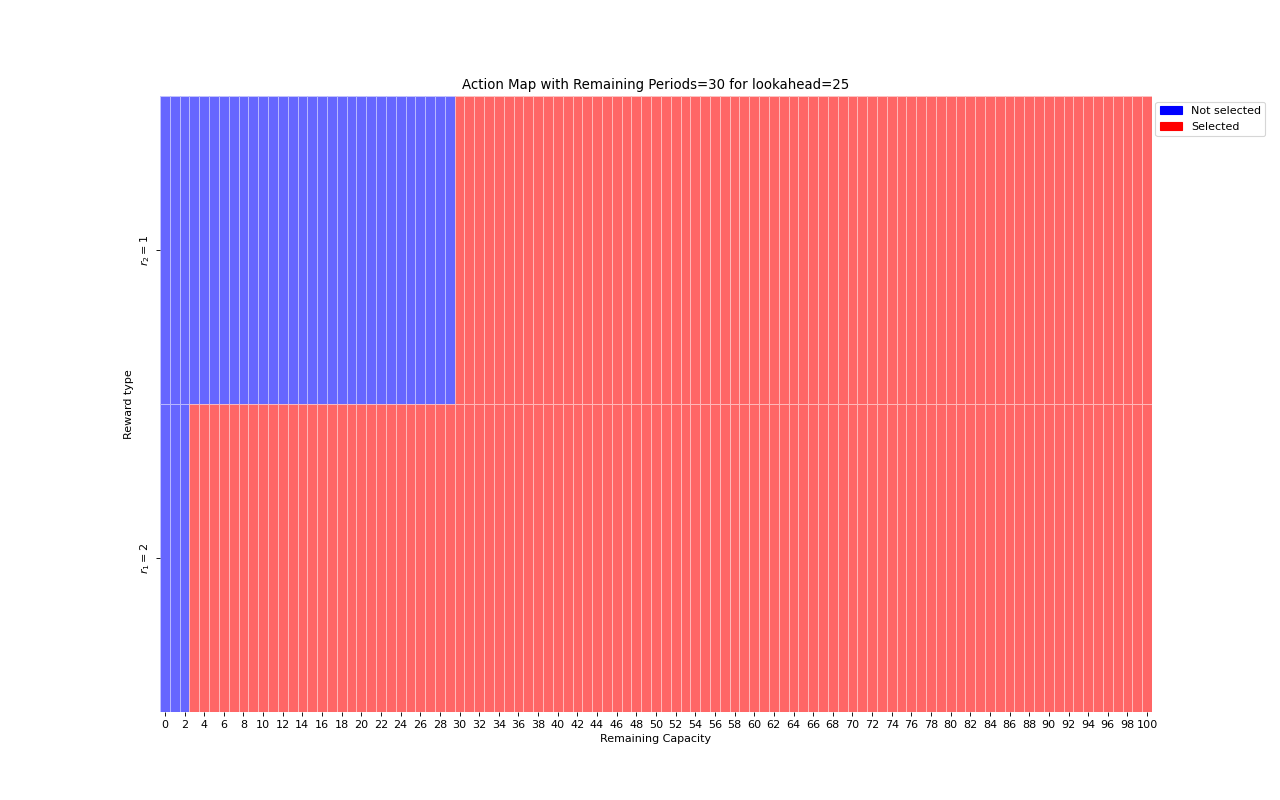 Action Map with Remaining Periods=30 for lookahead=25
Not selected
Selected
r₂ = 1
Reward type
r₁ = 2
0 2 4 6 8 10 12 14 16 18 20 22 24 26 28 30 32 34 36 38 40 42 44 46 48 50 52 54 56 58 60 62 64 66 68 70 72 74 76 78 80 82 84 86 88 90 92 94 96 98 100
Remaining Capacity